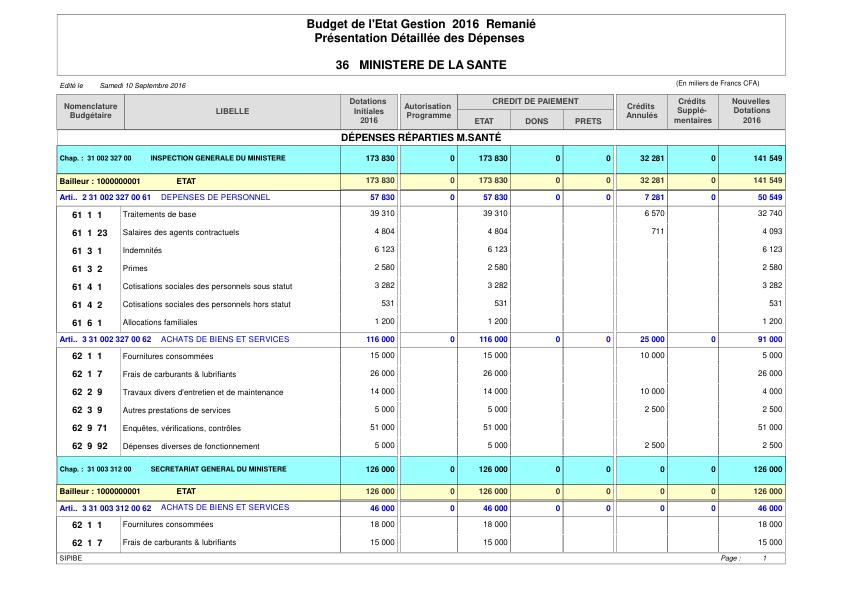 Budget de l'Etat Gestion 2016 Remanié
Présentation Détaillée des Dépenses
36 MINISTERE DE LA SANTE
Edité le Samedi 10 Septembre 2016 (En milliers de Francs CFA)
Nomenclature Budgétaire LIBELLE Dotations Initiales 2016 Autorisation Programme CREDIT DE PAIEMENT ETAT DONS PRETS Crédits Annulés Crédits Supplé- mentaires Nouvelles Dotations 2016
DÉPENSES RÉPARTIES M.SANTÉ
Chap. : 31 002 327 00 INSPECTION GENERALE DU MINISTERE 173 830 0 173 830 0 0 32 281 0 141 549
Bailleur : 1000000001 ETAT 173 830 0 173 830 0 0 32 281 0 141 549
Arti.. 2 31 002 327 00 61 DEPENSES DE PERSONNEL 57 830 0 57 830 0 0 7 281 0 50 549
61 1 1 Traitements de base 39 310 39 310 6 570 32 740
61 1 23 Salaires des agents contractuels 4 804 4 804 711 4 093
61 3 1 Indemnités 6 123 6 123 6 123
61 3 2 Primes 2 580 2 580 2 580
61 4 1 Cotisations sociales des personnels sous statut 3 282 3 282 3 282
61 4 2 Cotisations sociales des personnels hors statut 531 531 531
61 6 1 Allocations familiales 1 200 1 200 1 200
Arti.. 3 31 002 327 00 62 ACHATS DE BIENS ET SERVICES 116 000 0 116 000 0 0 25 000 0 91 000
62 1 1 Fournitures consommées 15 000 15 000 10 000 5 000
62 1 7 Frais de carburants & lubrifiants 26 000 26 000 26 000
62 2 9 Travaux divers d'entretien et de maintenance 14 000 14 000 10 000 4 000
62 3 9 Autres prestations de services 5 000 5 000 2 500 2 500
62 9 71 Enquêtes, vérifications, contrôles 51 000 51 000 51 000
62 9 92 Dépenses diverses de fonctionnement 5 000 5 000 2 500 2 500
Chap. : 31 003 312 00 SECRETARIAT GENERAL DU MINISTERE 126 000 0 126 000 0 0 0 0 126 000
Bailleur : 1000000001 ETAT 126 000 0 126 000 0 0 0 0 126 000
Arti.. 3 31 003 312 00 62 ACHATS DE BIENS ET SERVICES 46 000 0 46 000 0 0 0 0 46 000
62 1 1 Fournitures consommées 18 000 18 000 18 000
62 1 7 Frais de carburants & lubrifiants 15 000 15 000 15 000
SIPIBE Page : 1